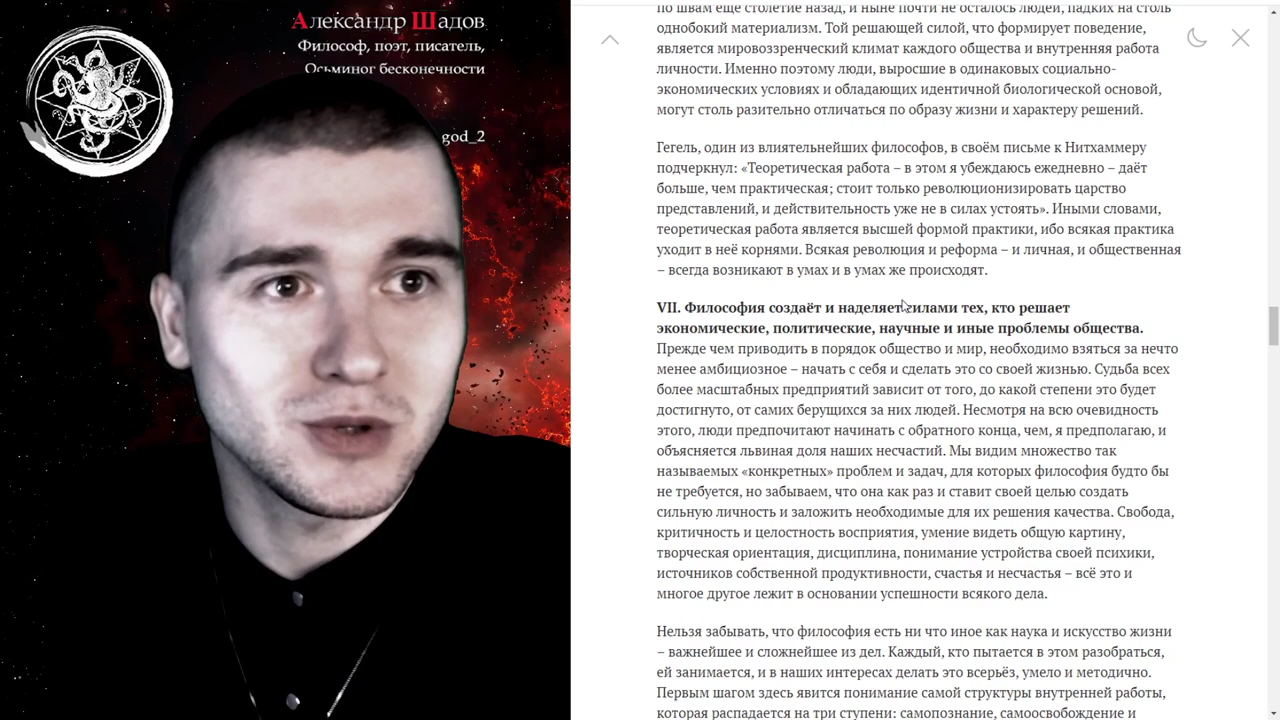 Александр Шадов
Философ, поэт, писатель,
Осьминог бесконечности
god_2
по швам ещё столетие назад, и ныне почти не осталось людей, падких на столь
однобокий материализм. Той решающей силой, что формирует поведение,
является мировоззренческий климат каждого общества и внутренняя работа
личности. Именно поэтому люди, выросшие в одинаковых социально-
экономических условиях и обладающих идентичной биологической основой,
могут столь разительно отличаться по образу жизни и характеру решений.
Гегель, один из влиятельнейших философов, в своём письме к Нитхаммеру
подчеркнул: «Теоретическая работа – в этом я убеждаюсь ежедневно – даёт
больше, чем практическая; стоит только революционизировать царство
представлений, и действительность уже не в силах устоять». Иными словами,
теоретическая работа является высшей формой практики, ибо всякая практика
уходит в неё корнями. Всякая революция и реформа – и личная, и общественная
– всегда возникают в умах и в умах же происходят.
VII. Философия создаёт и наделяет силами тех, кто решает
экономические, политические, научные и иные проблемы общества.
Прежде чем приводить в порядок общество и мир, необходимо взяться за нечто
менее амбициозное – начать с себя и сделать это со своей жизнью. Судьба всех
более масштабных предприятий зависит от того, до какой степени это будет
достигнуто, от самих берущихся за них людей. Несмотря на всю очевидность
этого, люди предпочитают начинать с обратного конца, чем, я предполагаю, и
объясняется львиная доля наших несчастий. Мы видим множество так
называемых «конкретных» проблем и задач, для которых философия будто бы
не требуется, но забываем, что она как раз и ставит своей целью создать
сильную личность и заложить необходимые для их решения качества. Свобода,
критичность и целостность восприятия, умение видеть общую картину,
творческая ориентация, дисциплина, понимание устройства своей психики,
источников собственной продуктивности, счастья и несчастья – всё это и
многое другое лежит в основании успешности всякого дела.
Нельзя забывать, что философия есть ни что иное как наука и искусство жизни
– важнейшее и сложнейшее из дел. Каждый, кто пытается в этом разобраться,
ей занимается, и в наших интересах делать это всерьёз, умело и методично.
Первым шагом здесь явится понимание самой структуры внутренней работы,
которая распадается на три ступени: самопознание, самоосвобождение и